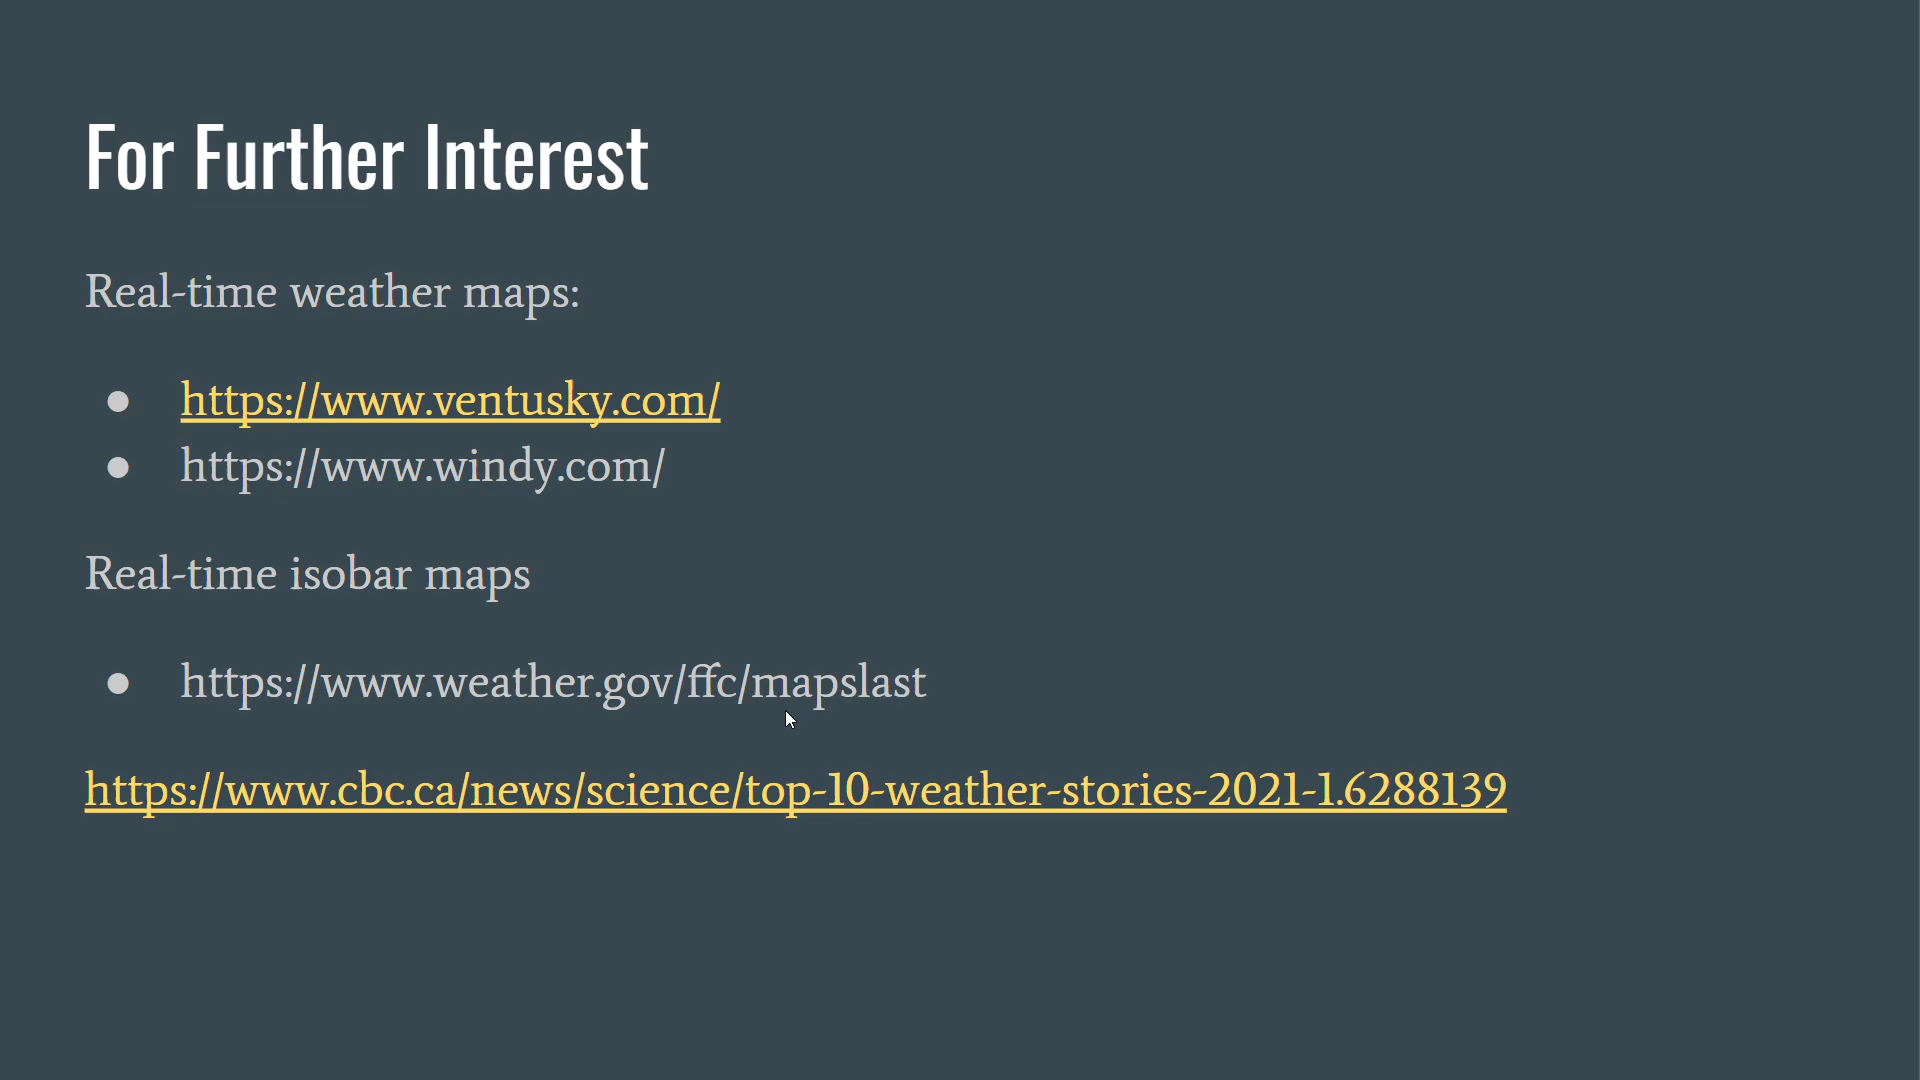 For Further Interest
Real-time weather maps:
● https://www.ventusky.com/
● https://www.windy.com/
Real-time isobar maps
● https://www.weather.gov/ffc/mapslast
https://www.cbc.ca/news/science/top-10-weather-stories-2021-1.6288139